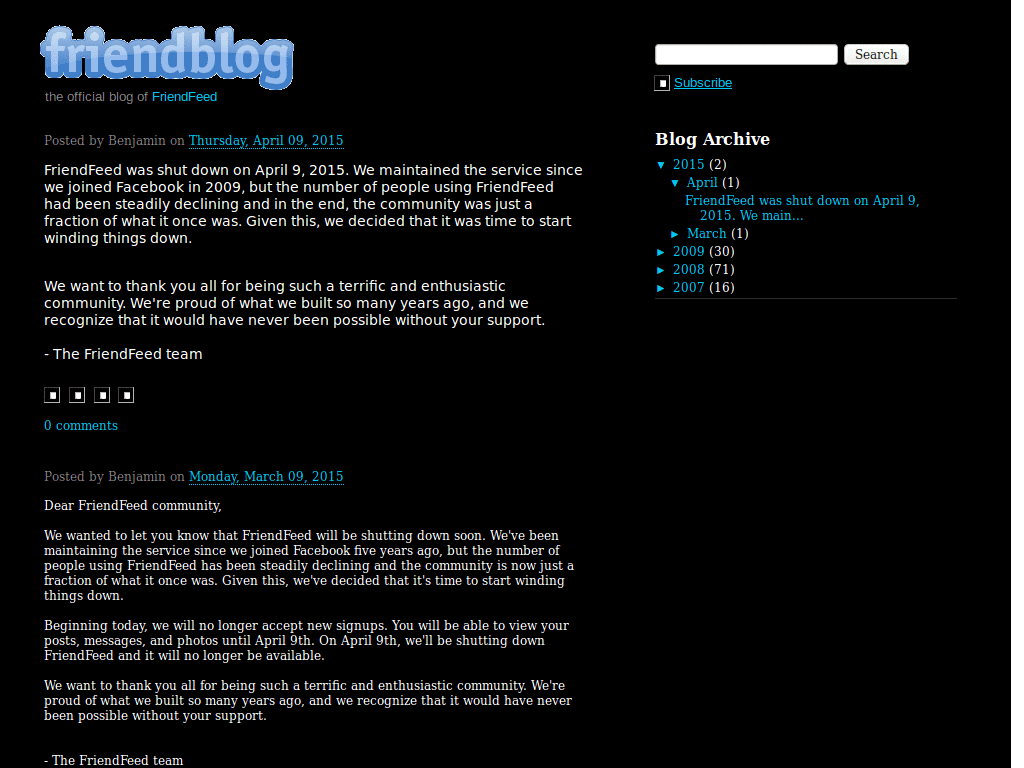 friendblog
the official blog of FriendFeed
Search
Subscribe
Posted by Benjamin on Thursday, April 09, 2015
FriendFeed was shut down on April 9, 2015. We maintained the service since
we joined Facebook in 2009, but the number of people using FriendFeed
had been steadily declining and in the end, the community was just a
fraction of what it once was. Given this, we decided that it was time to start
winding things down.
We want to thank you all for being such a terrific and enthusiastic
community. We're proud of what we built so many years ago, and we
recognize that it would have never been possible without your support.
- The FriendFeed team
0 comments
Posted by Benjamin on Monday, March 09, 2015
Dear FriendFeed community,
We wanted to let you know that FriendFeed will be shutting down soon. We've been
maintaining the service since we joined Facebook five years ago, but the number of
people using FriendFeed has been steadily declining and the community is now just a
fraction of what it once was. Given this, we've decided that it's time to start winding
things down.
Beginning today, we will no longer accept new signups. You will be able to view your
posts, messages, and photos until April 9th. On April 9th, we'll be shutting down
FriendFeed and it will no longer be available.
We want to thank you all for being such a terrific and enthusiastic community. We're
proud of what we built so many years ago, and we recognize that it would have never
been possible without your support.
- The FriendFeed team
Blog Archive
▼ 2015 (2)
▼ April (1)
FriendFeed was shut down on April 9,
2015. We main...
► March (1)
► 2009 (30)
► 2008 (71)
► 2007 (16)